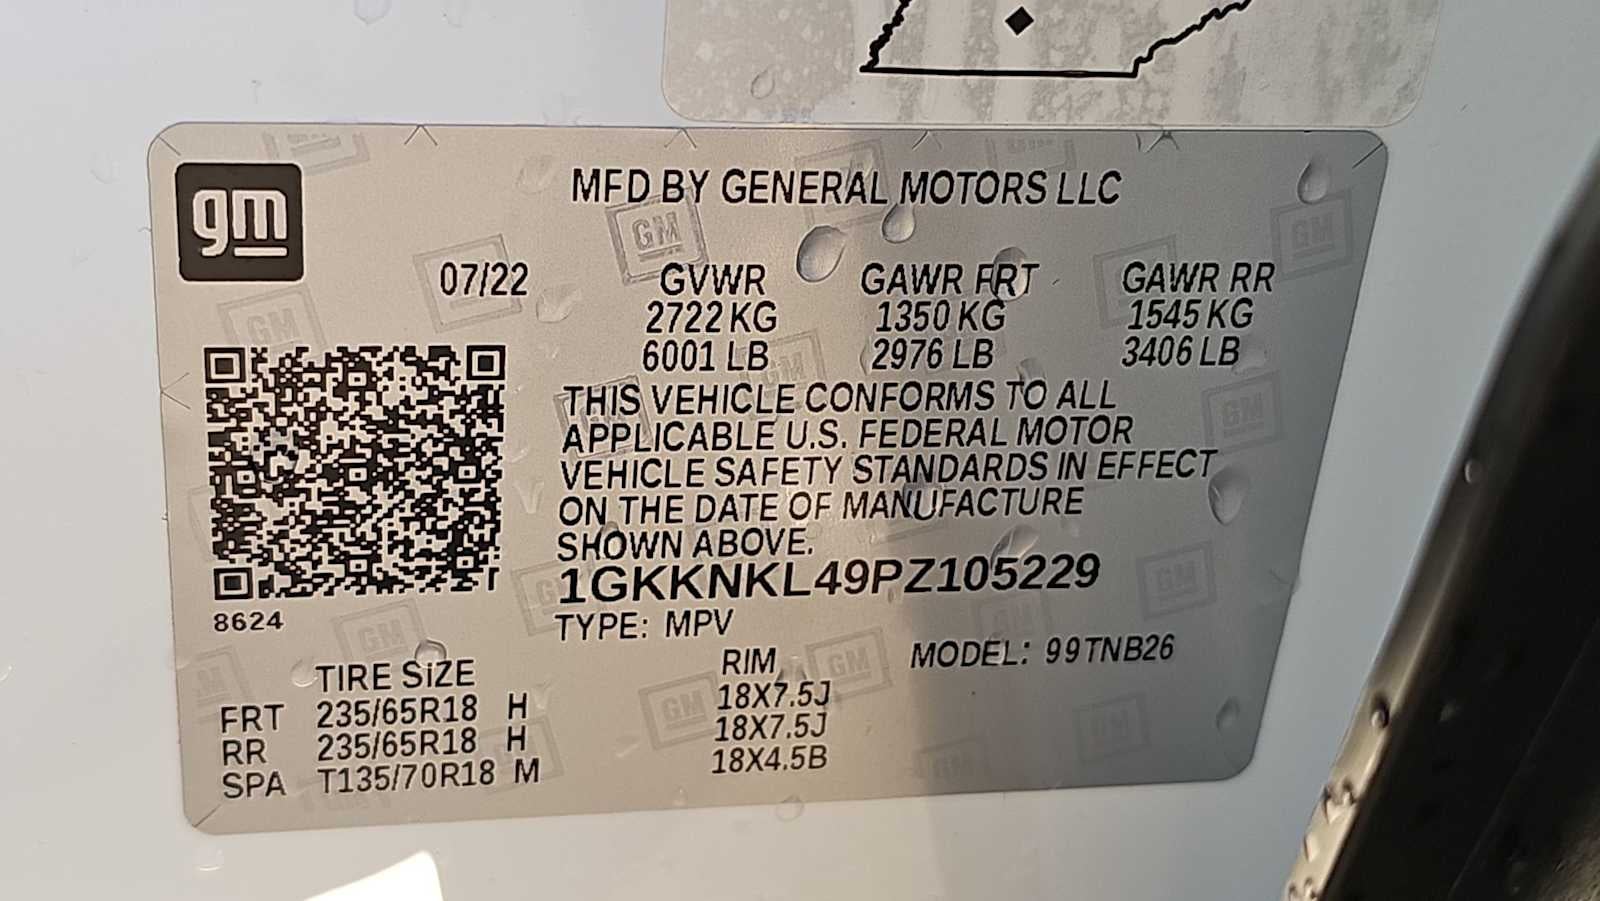 gm
MFD BY GENERAL MOTORS LLC
07/22 GVWR GAWR FRT GAWR RR
2722 KG 1350 KG 1545 KG
6001 LB 2976 LB 3406 LB
THIS VEHICLE CONFORMS TO ALL
APPLICABLE U.S. FEDERAL MOTOR
VEHICLE SAFETY STANDARDS IN EFFECT
ON THE DATE OF MANUFACTURE
SHOWN ABOVE.
1GKKNKL49PZ105229
8624
TYPE: MPV
TIRE SIZE RIM MODEL: 99TNB26
FRT 235/65R18 H 18X7.5J
RR 235/65R18 H 18X7.5J
SPA T135/70R18 M 18X4.5B